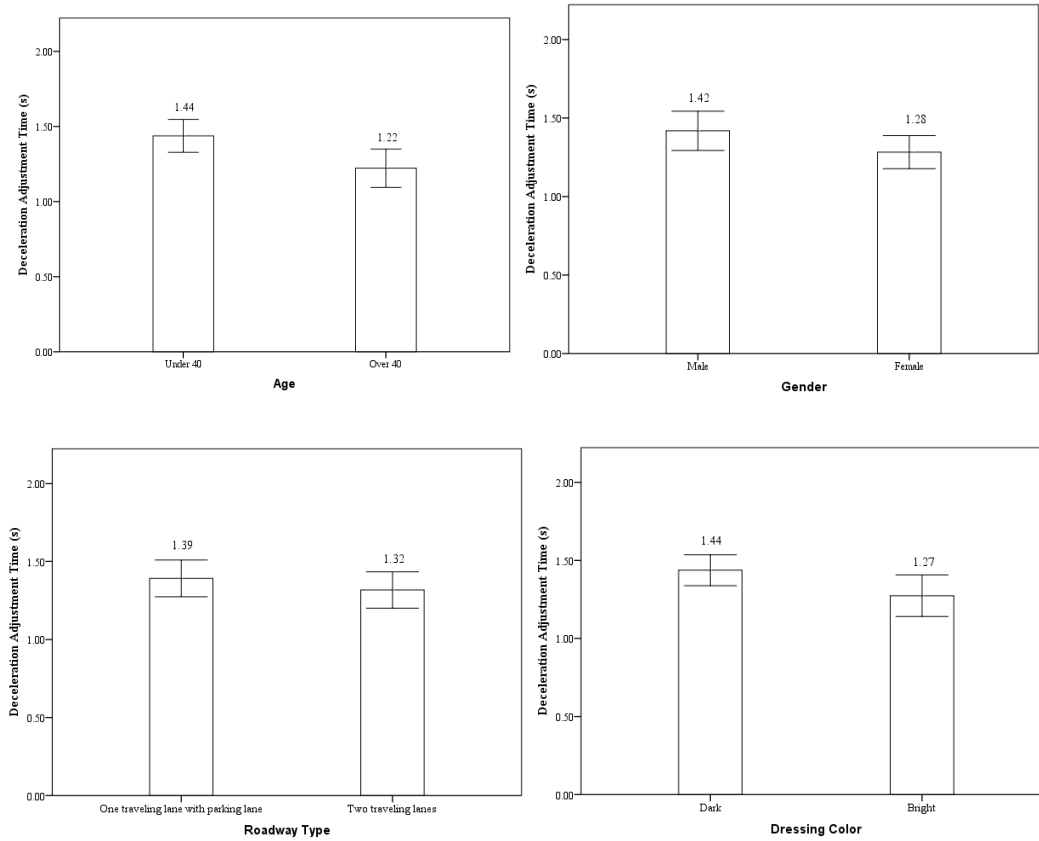 Deceleration Adjustment Time (s)
2.00
1.50
1.00
0.50
0.00
1.44
1.22
Under 40
Over 40
Age
Deceleration Adjustment Time (s)
2.00
1.50
1.00
0.50
0.00
1.42
1.28
Male
Female
Gender
Deceleration Adjustment Time (s)
2.00
1.50
1.00
0.50
0.00
1.39
1.32
One traveling lane with parking lane
Two traveling lanes
Roadway Type
Deceleration Adjustment Time (s)
2.00
1.50
1.00
0.50
0.00
1.44
1.27
Dark
Bright
Dressing Color